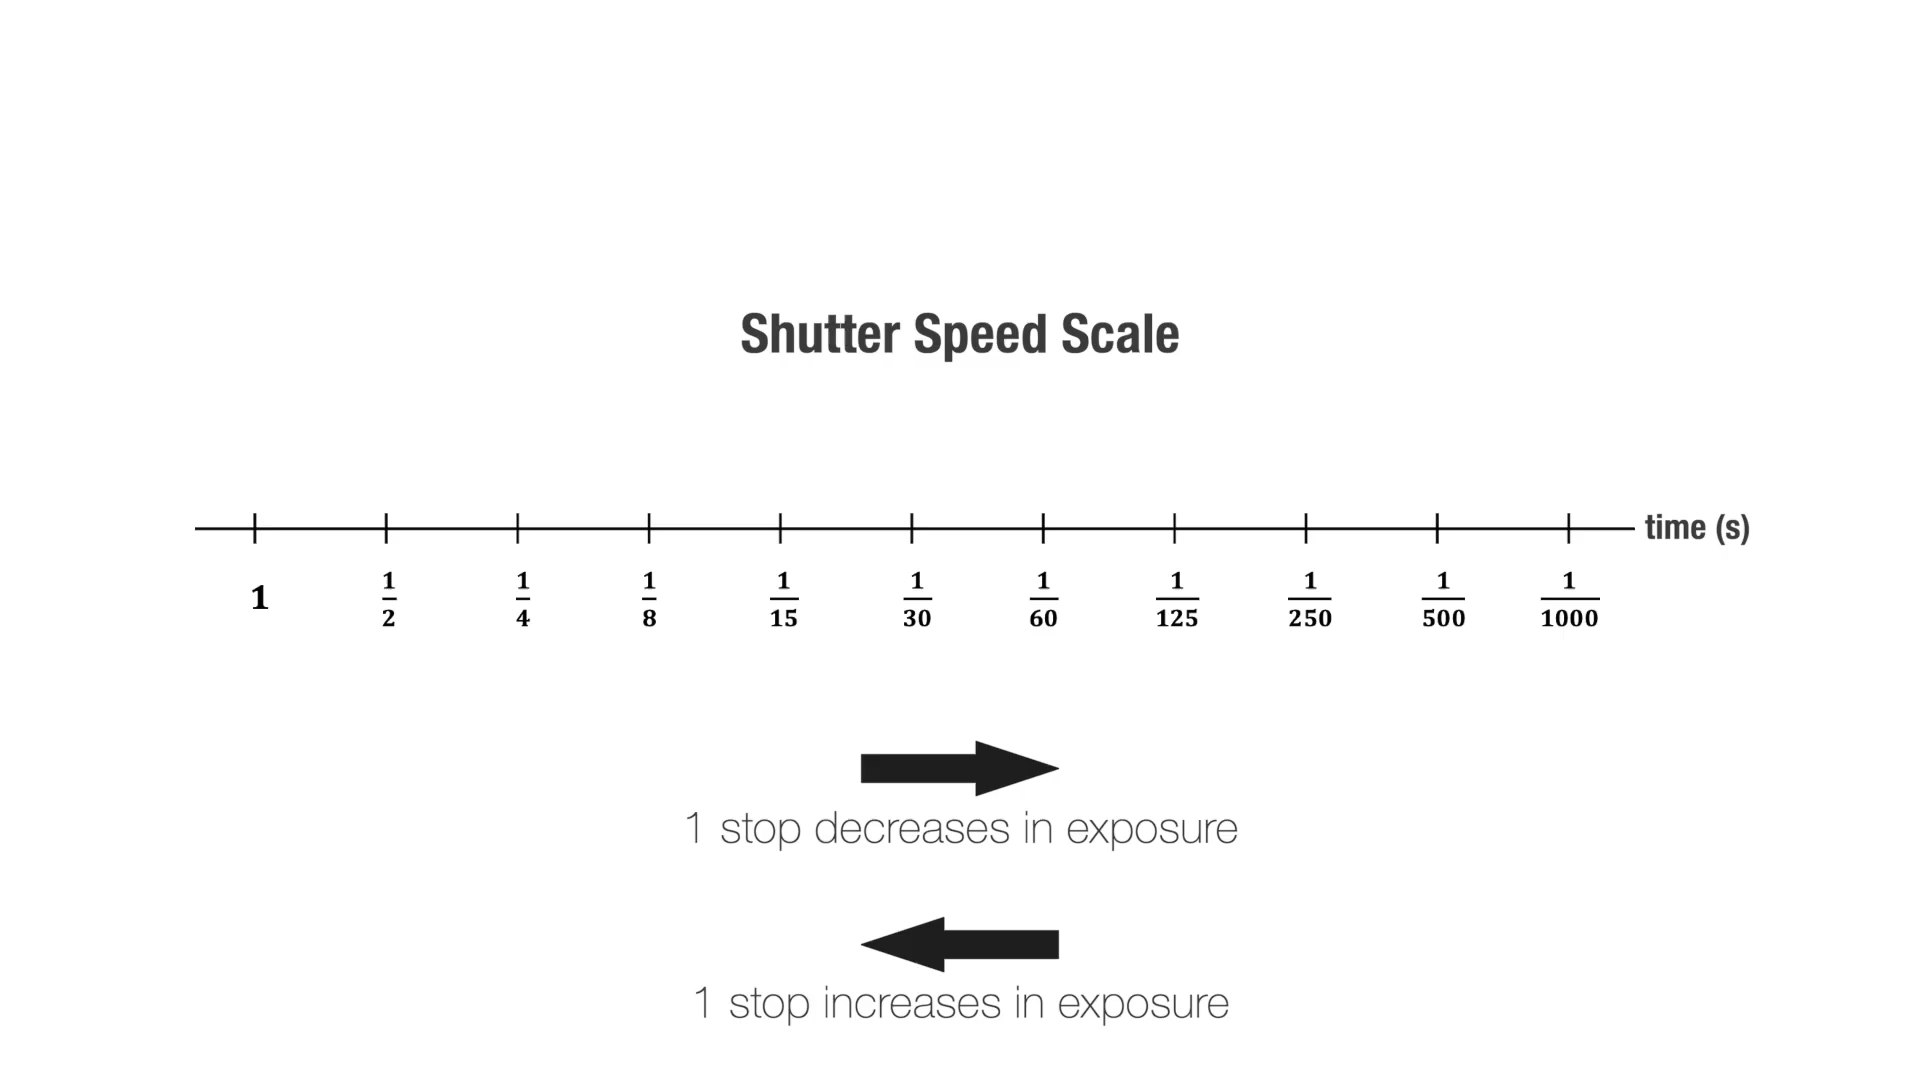 Shutter Speed Scale
time (s)
1 1/2 1/4 1/8 1/15 1/30 1/60 1/125 1/250 1/500 1/1000
1 stop decreases in exposure
1 stop increases in exposure